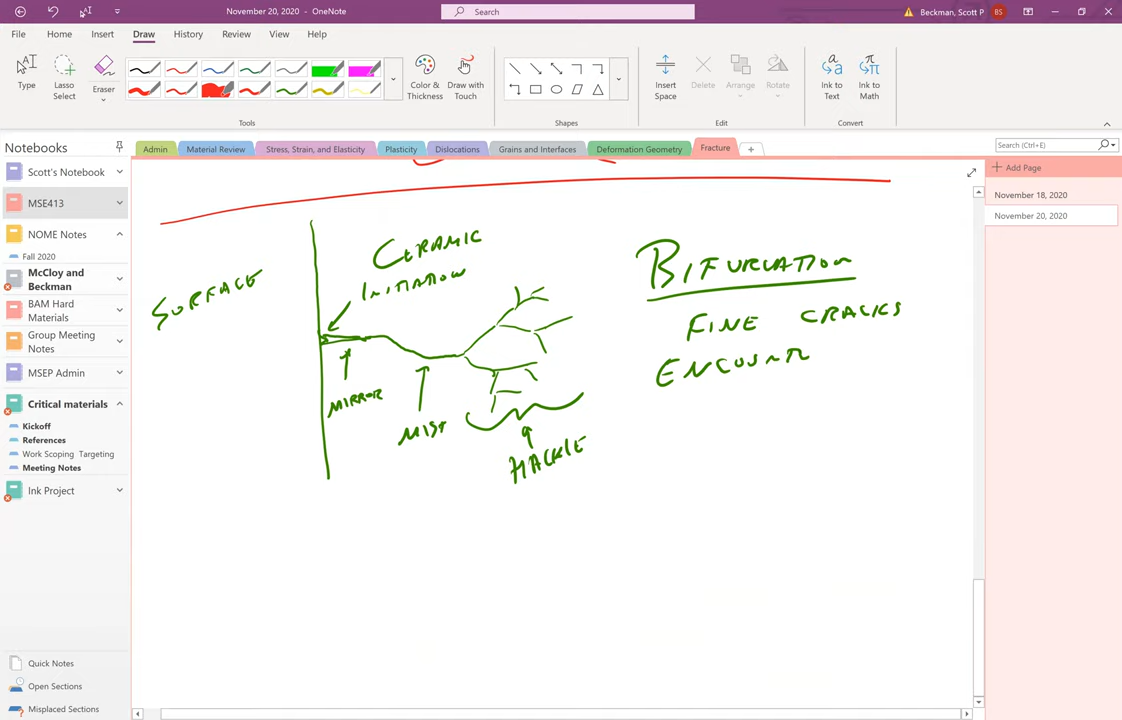 November 20, 2020 - OneNote
Search
Beckman, Scott P
BS
File
Home
Insert
Draw
History
Review
View
Help
Type
Lasso
Select
Eraser
Color &
Thickness
Draw with
Touch
Insert
Space
Delete
Arrange
Rotate
Ink to
Text
Ink to
Math
Tools
Shapes
Edit
Convert
Notebooks
Admin
Material Review
Stress, Strain, and Elasticity
Plasticity
Dislocations
Grains and Interfaces
Deformation Geometry
Fracture
Search (Ctrl+E)
Add Page
November 18, 2020
November 20, 2020
Scott's Notebook
MSE413
NOME Notes
Fall 2020
McCloy and
Beckman
BAM Hard
Materials
Group Meeting
Notes
MSEP Admin
Critical materials
Kickoff
References
Work Scoping Targeting
Meeting Notes
Ink Project
Quick Notes
Open Sections
Misplaced Sections
SURFACE
CERAMIC
INITIATION
MIRROR
MIST
HACKLE
BIFURCATION
FINE CRACKS
ENCOUNTR